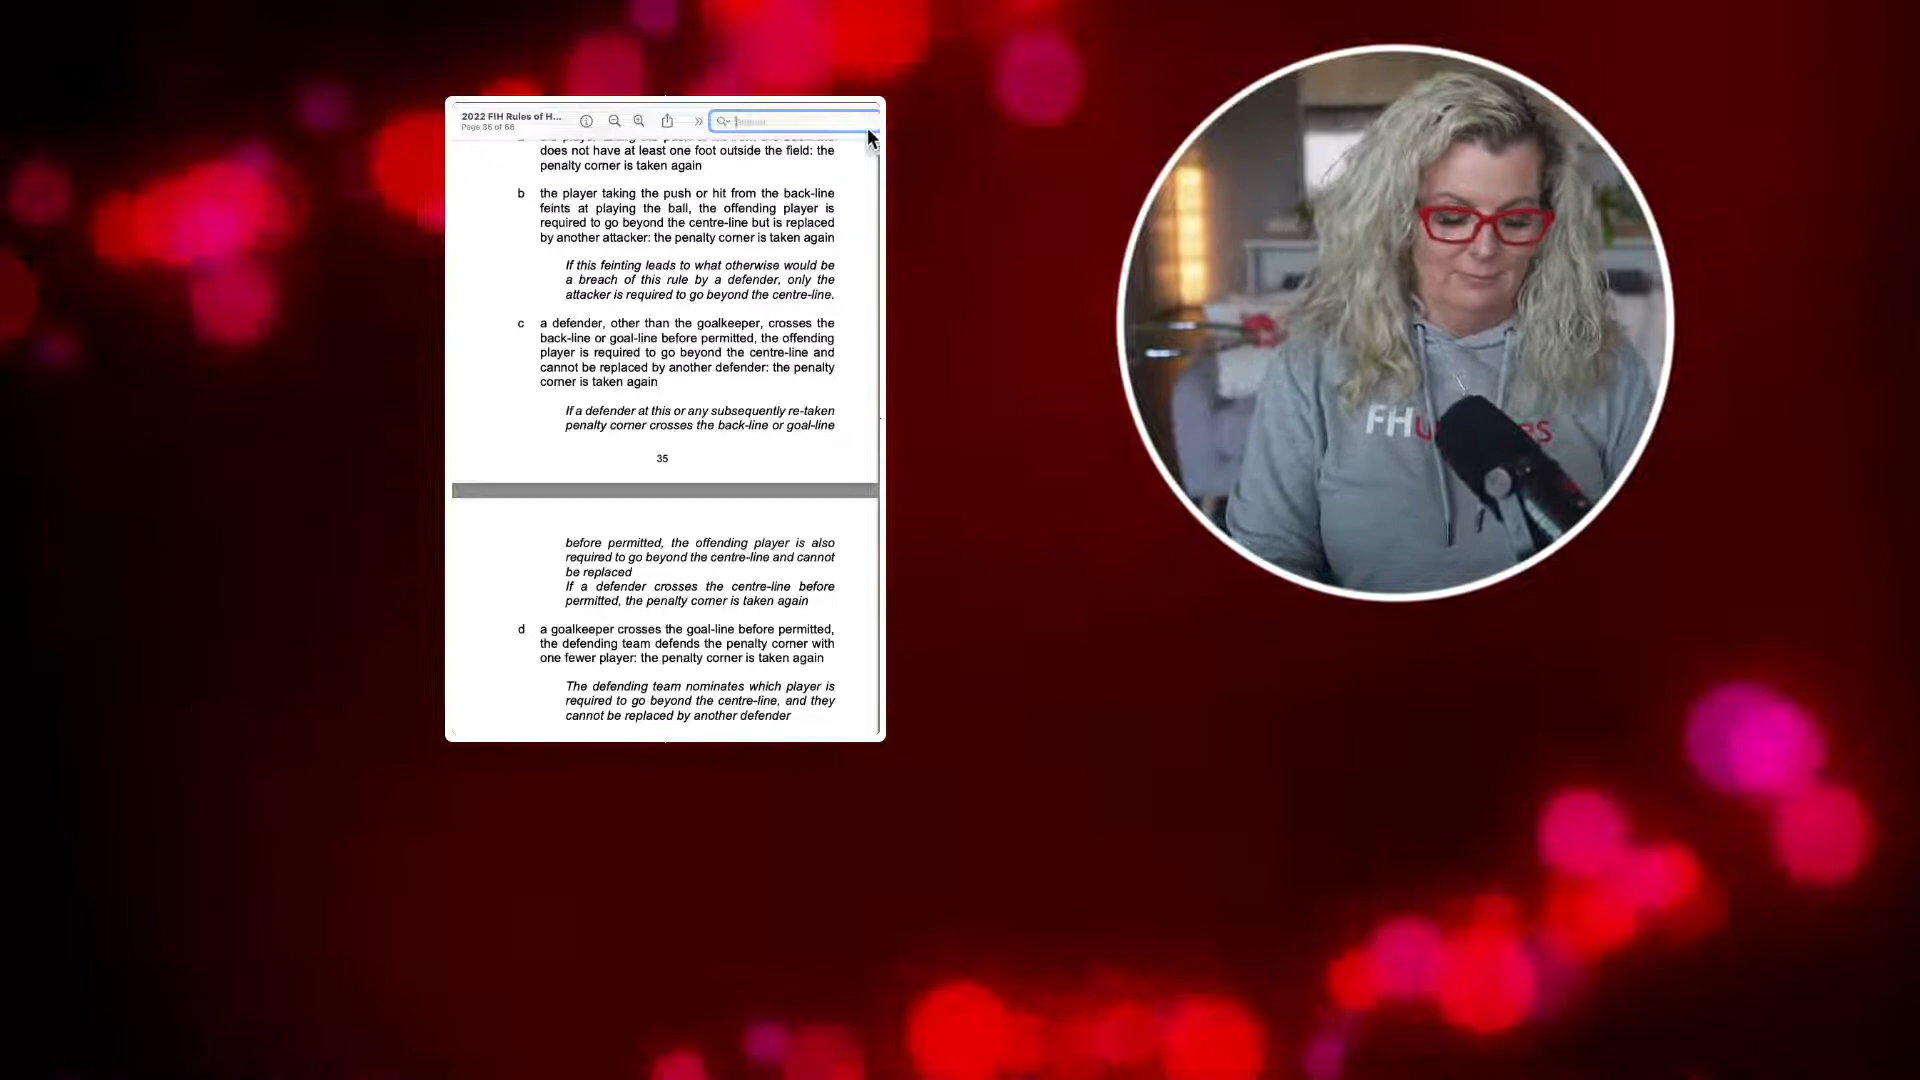 2022 FIH Rules of H...
Page 35 of 66
does not have at least one foot outside the field: the
penalty corner is taken again
b the player taking the push or hit from the back-line
feints at playing the ball, the offending player is
required to go beyond the centre-line but is replaced
by another attacker: the penalty corner is taken again
If this feinting leads to what otherwise would be
a breach of this rule by a defender, only the
attacker is required to go beyond the centre-line.
c a defender, other than the goalkeeper, crosses the
back-line or goal-line before permitted, the offending
player is required to go beyond the centre-line and
cannot be replaced by another defender: the penalty
corner is taken again
If a defender at this or any subsequently re-taken
penalty corner crosses the back-line or goal-line
35
before permitted, the offending player is also
required to go beyond the centre-line and cannot
be replaced
If a defender crosses the centre-line before
permitted, the penalty corner is taken again
d a goalkeeper crosses the goal-line before permitted,
the defending team defends the penalty corner with
one fewer player: the penalty corner is taken again
The defending team nominates which player is
required to go beyond the centre-line, and they
cannot be replaced by another defender